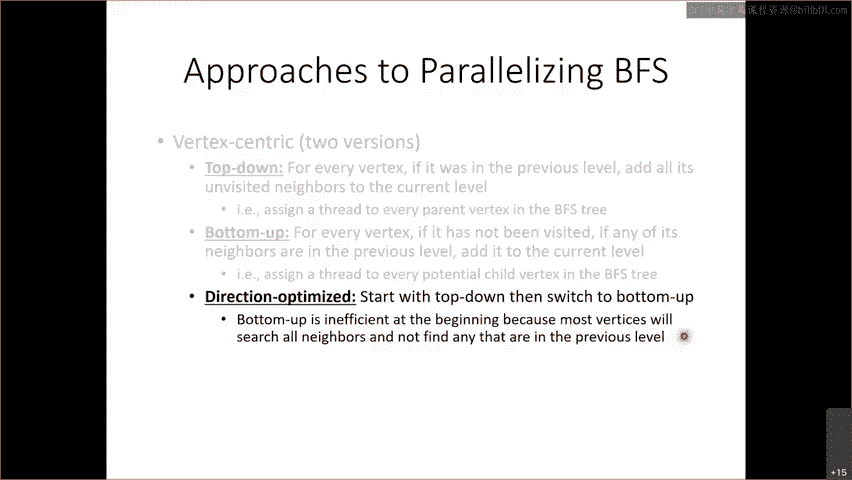 Approaches to Parallelizing BFS
• Vertex-centric (two versions)
• Top-down: For every vertex, if it was in the previous level, add all its
unvisited neighbors to the current level
• i.e., assign a thread to every parent vertex in the BFS tree
• Bottom-up: For every vertex, if it has not been visited, if any of its
neighbors are in the previous level, add it to the current level
• i.e., assign a thread to every potential child vertex in the BFS tree
• Direction-optimized: Start with top-down then switch to bottom-up
• Bottom-up is inefficient at the beginning because most vertices will
search all neighbors and not find any that are in the previous level
+15